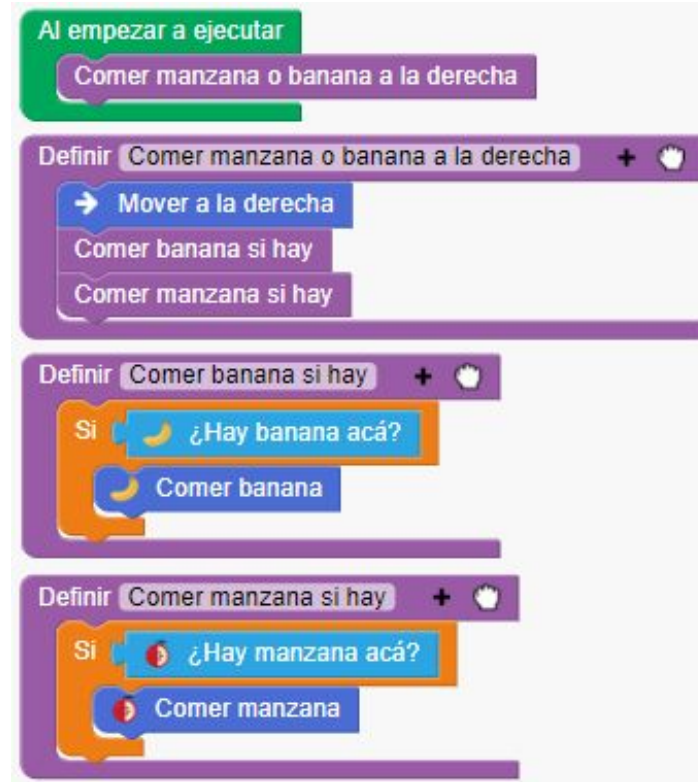 Al empezar a ejecutar
Comer manzana o banana a la derecha
Definir Comer manzana o banana a la derecha +
Mover a la derecha
Comer banana si hay
Comer manzana si hay
Definir Comer banana si hay +
Si ¿Hay banana acá?
Comer banana
Definir Comer manzana si hay +
Si ¿Hay manzana acá?
Comer manzana